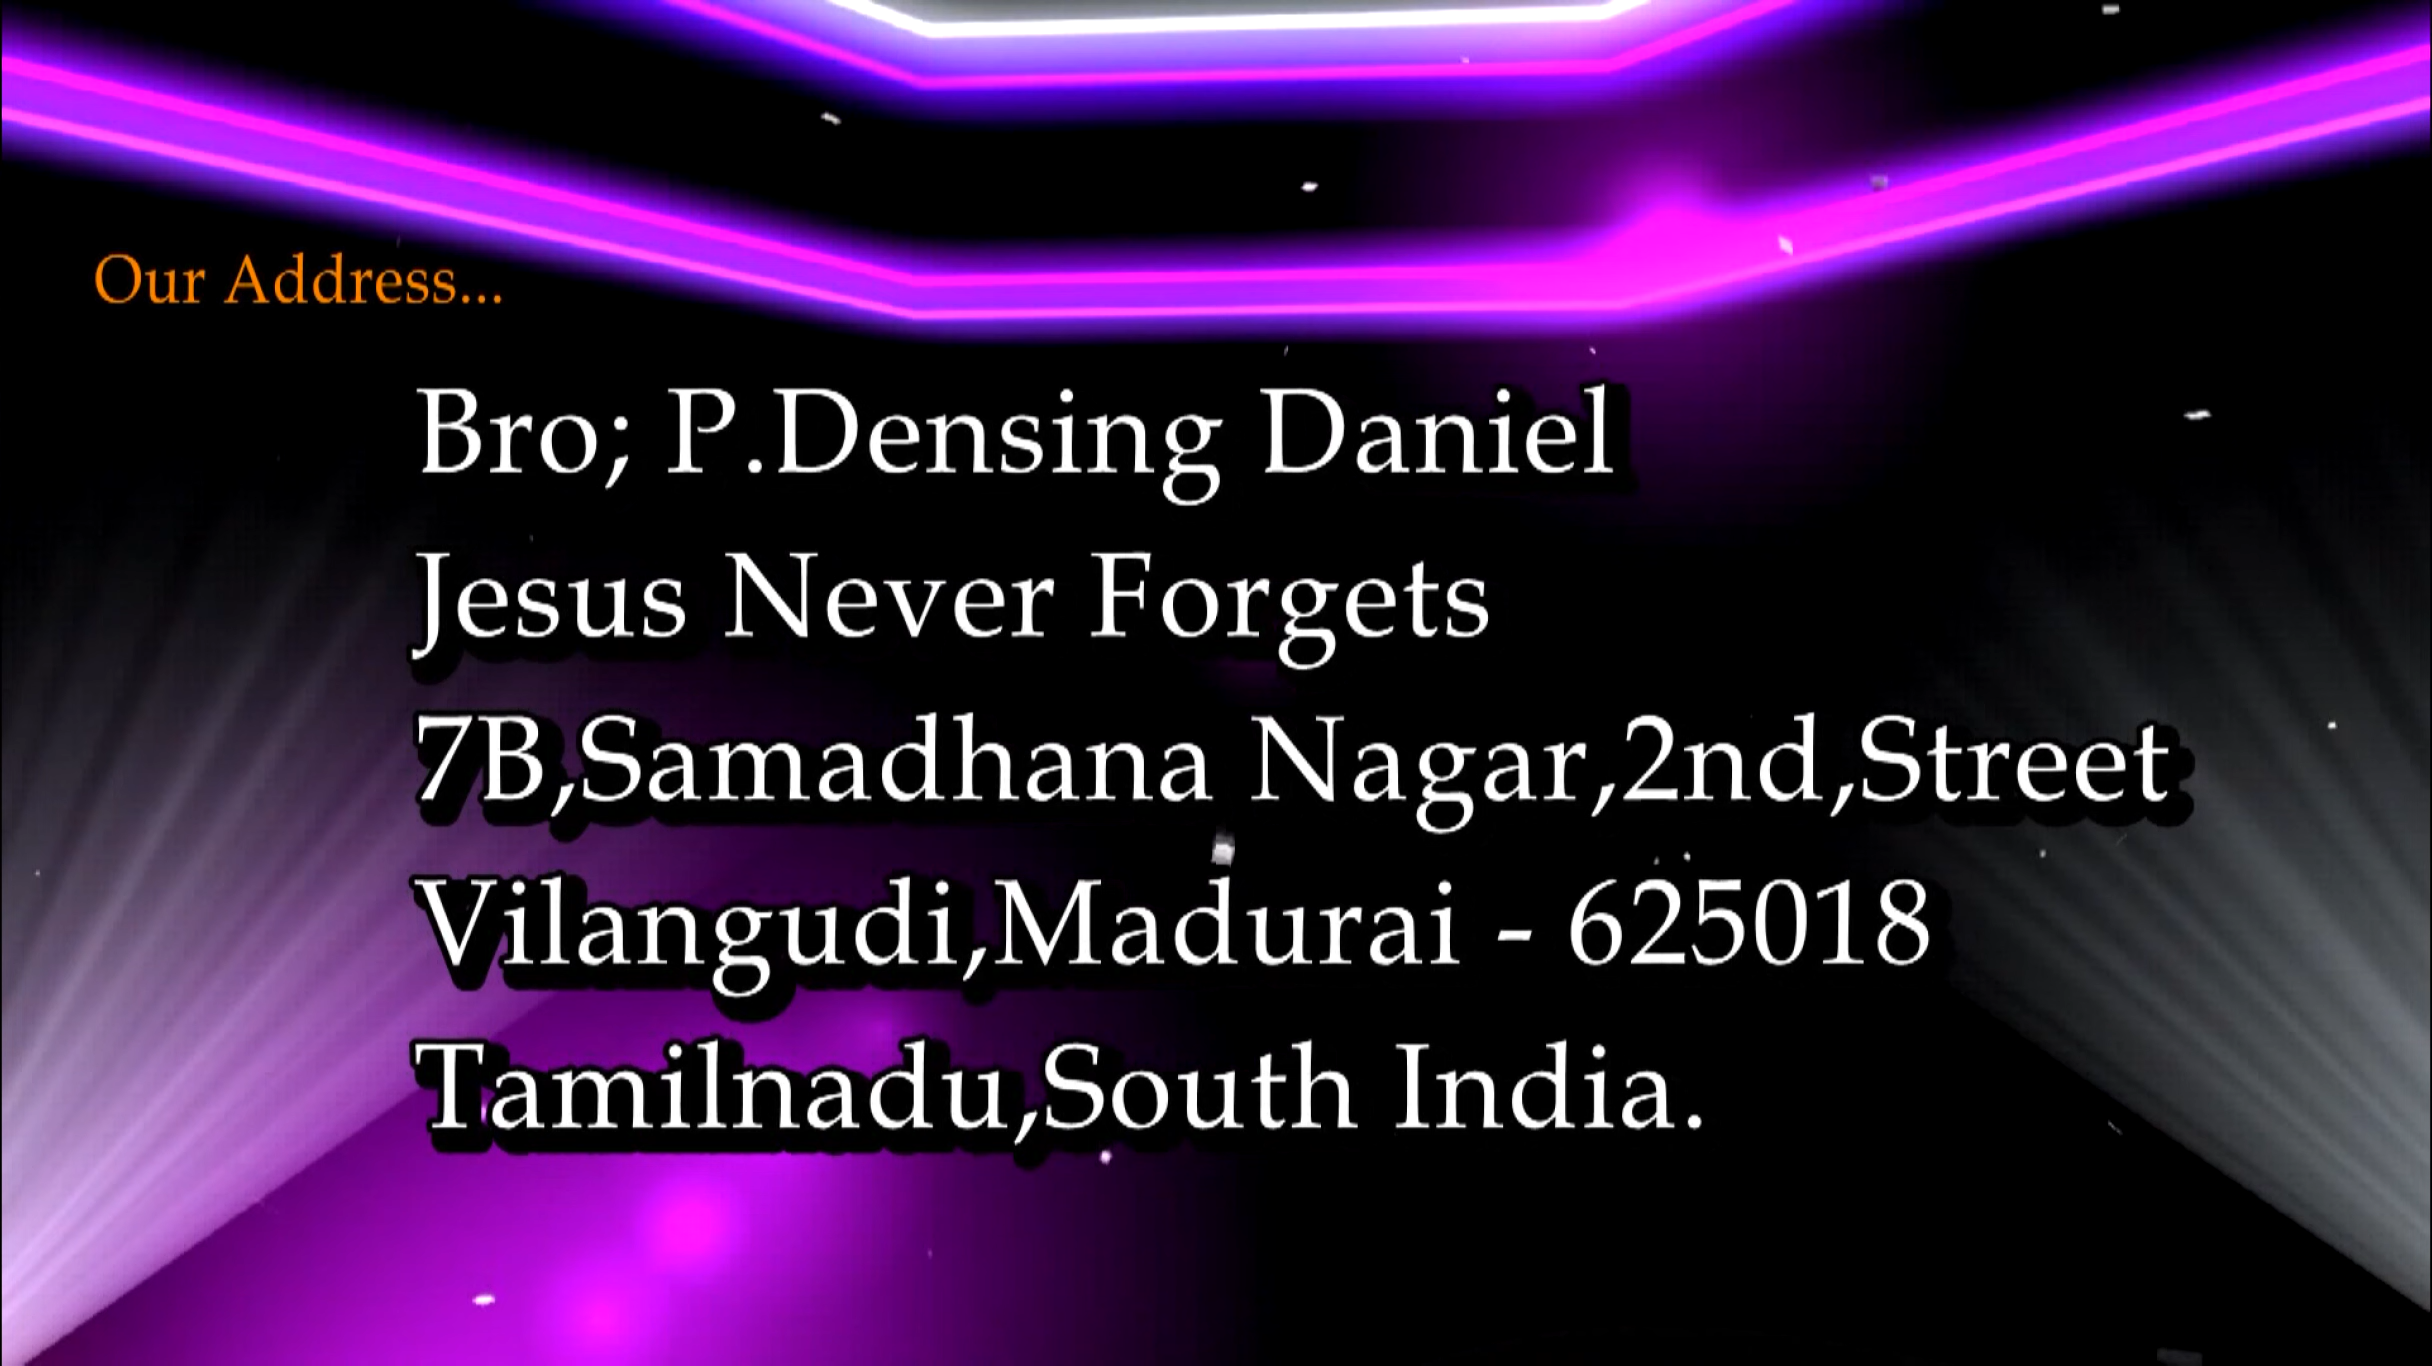 Our Address...
Bro; P.Densing Daniel
Jesus Never Forgets
7B,Samadhana Nagar,2nd,Street
Vilangudi,Madurai - 625018
Tamilnadu,South India.